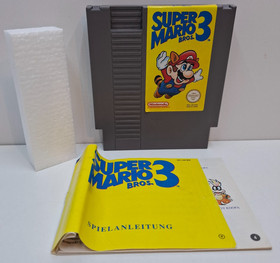 SUPER
MARIO 3
BROS.
Nintendo
SUPER
MARIO 3
BROS.
SPIELANLEITUNG